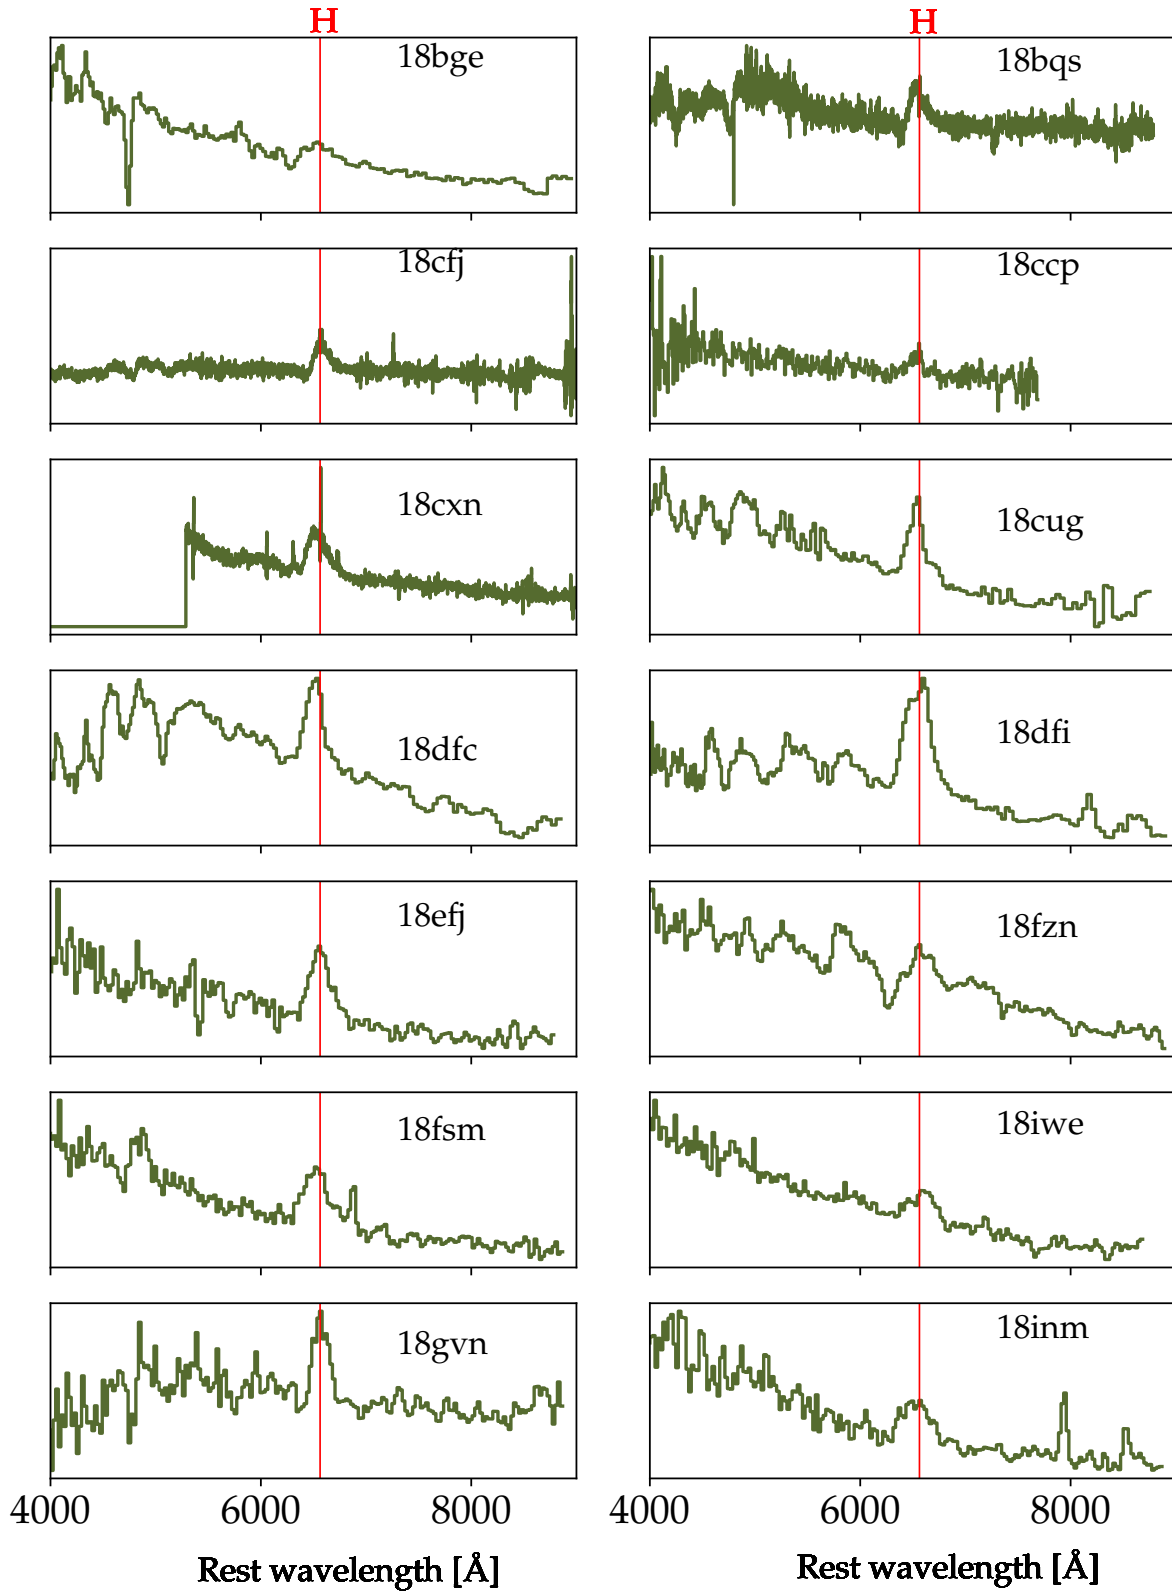 H H
18bge 18bqs
18cfj 18ccp
18cxn 18cug
18dfc 18dfi
18efj 18fzn
18fsm 18iwe
18gvn 18inm
4000 6000 8000 4000 6000 8000
Rest wavelength [Å] Rest wavelength [Å]